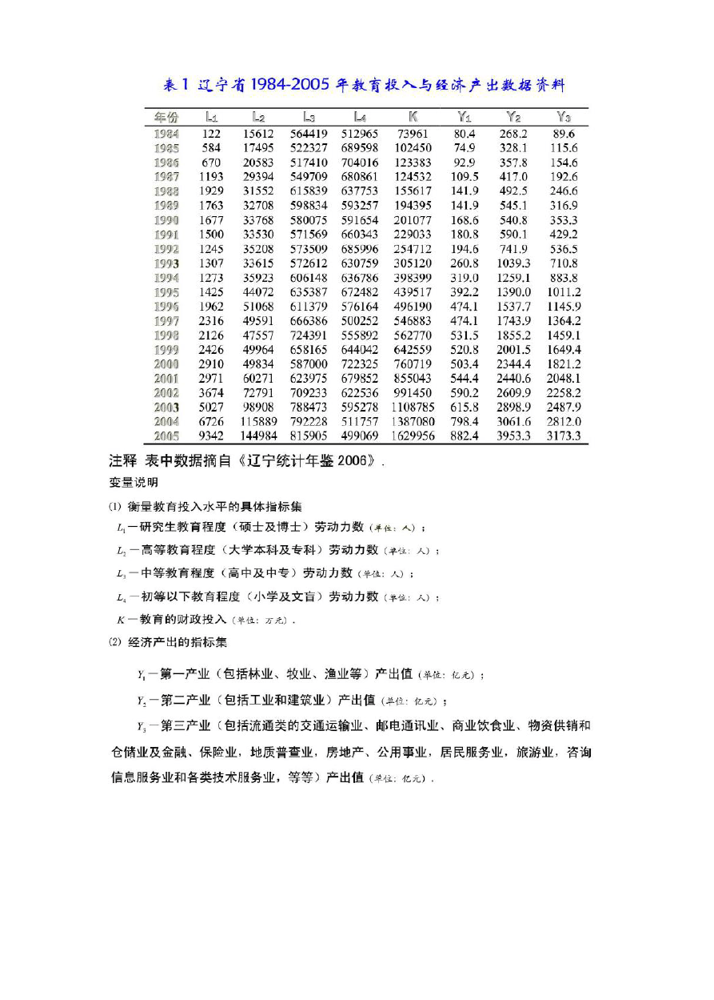 表1 辽宁省1984-2005年教育投入与经济产出数据资料
年份 L1 L2 L3 L4 K Y1 Y2 Y3
1984 122 15612 564419 512965 73961 80.4 268.2 89.6
1985 584 17495 522327 689598 102450 74.9 328.1 115.6
1986 670 20583 517410 704016 123383 92.9 357.8 154.6
1987 1193 29394 549709 680861 124532 109.5 417.0 192.6
1988 1929 31552 615839 637753 155617 141.9 492.5 246.6
1989 1763 32708 598834 593257 194395 141.9 545.1 316.9
1990 1677 33768 580075 591654 201077 168.6 540.8 353.3
1991 1500 33530 571569 660343 229033 180.8 590.1 429.2
1992 1245 35208 573509 685996 254712 194.6 741.9 536.5
1993 1307 33615 572612 630759 305120 260.8 1039.3 710.8
1994 1273 35923 606148 636786 398399 319.0 1259.1 883.8
1995 1425 44072 635387 672482 439517 392.2 1390.0 1011.2
1996 1962 51068 611379 576164 496190 474.1 1537.7 1145.9
1997 2316 49591 666386 500252 546883 474.1 1743.9 1364.2
1998 2126 47557 724391 555892 562770 531.5 1855.2 1459.1
1999 2426 49964 658165 644042 642559 520.8 2001.5 1649.4
2000 2910 49834 587000 722325 760719 503.4 2344.4 1821.2
2001 2971 60271 623975 679852 855043 544.4 2440.6 2048.1
2002 3674 72791 709233 622536 991450 590.2 2609.9 2258.2
2003 5027 98908 788473 595278 1108785 615.8 2898.9 2487.9
2004 6726 115889 792228 511757 1387080 798.4 3061.6 2812.0
2005 9342 144984 815905 499069 1629956 882.4 3953.3 3173.3
注释 表中数据摘自《辽宁统计年鉴 2006》.
变量说明
⑴ 衡量教育投入水平的具体指标集
L1－研究生教育程度（硕士及博士）劳动力数（单位：人）；
L2－高等教育程度（大学本科及专科）劳动力数（单位：人）；
L3－中等教育程度（高中及中专）劳动力数（单位：人）；
L4－初等以下教育程度（小学及文盲）劳动力数（单位：人）；
K－教育的财政投入（单位：万元）.
⑵ 经济产出的指标集
Y1－第一产业（包括林业、牧业、渔业等）产出值（单位：亿元）；
Y2－第二产业（包括工业和建筑业）产出值（单位：亿元）；
Y3－第三产业（包括流通类的交通运输业、邮电通讯业、商业饮食业、物资供销和
仓储业及金融、保险业，地质普查业，房地产、公用事业，居民服务业，旅游业，咨询
信息服务业和各类技术服务业，等等）产出值（单位：亿元）.